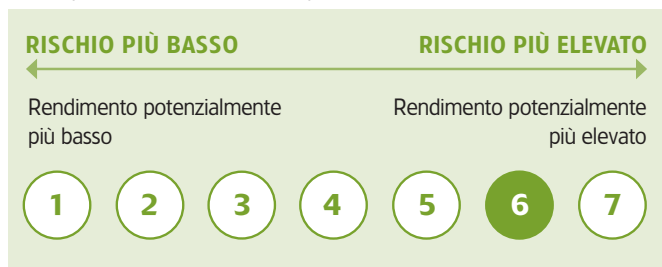 RISCHIO PIÙ BASSO RISCHIO PIÙ ELEVATO
Rendimento potenzialmente Rendimento potenzialmente
più basso più elevato
1 2 3 4 5 6 7